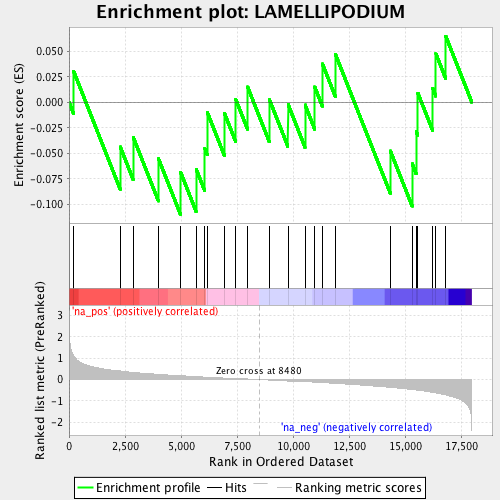 Enrichment plot: LAMELLIPODIUM
Enrichment score (ES)
0.050
0.025
0.000
-0.025
-0.050
-0.075
-0.100
'na_pos' (positively correlated)
Ranked list metric (PreRanked)
3
2
1
0
-1
-2
Zero cross at 8480
'na_neg' (negatively correlated)
0
2,500
5,000
7,500
10,000
12,500
15,000
17,500
Rank in Ordered Dataset
Enrichment profile
Hits
Ranking metric scores